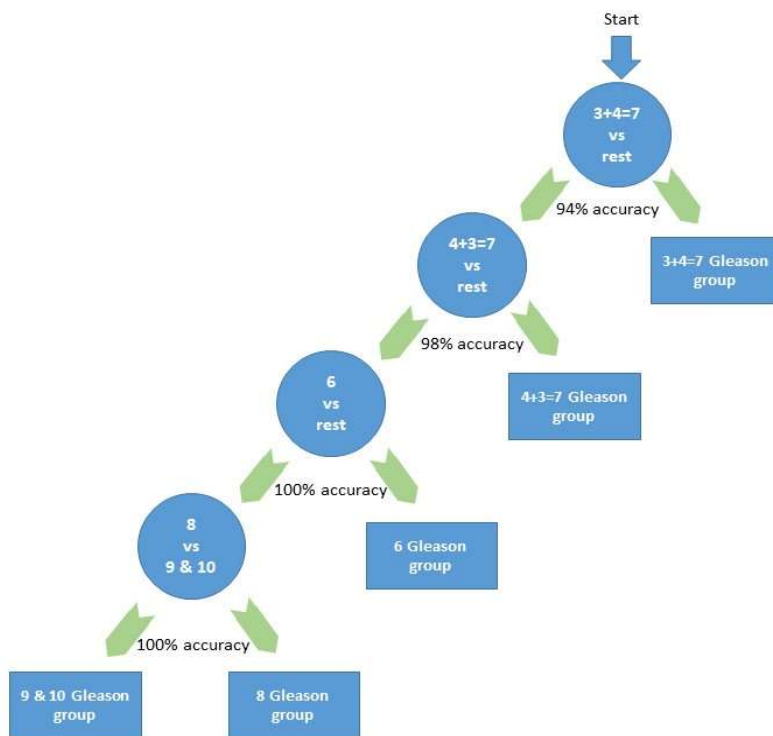 Start
3+4=7
vs
rest
94% accuracy
4+3=7
vs
rest
3+4=7 Gleason
group
98% accuracy
6
vs
rest
4+3=7 Gleason
group
100% accuracy
8
vs
9 & 10
6 Gleason
group
100% accuracy
9 & 10 Gleason
group
8 Gleason
group